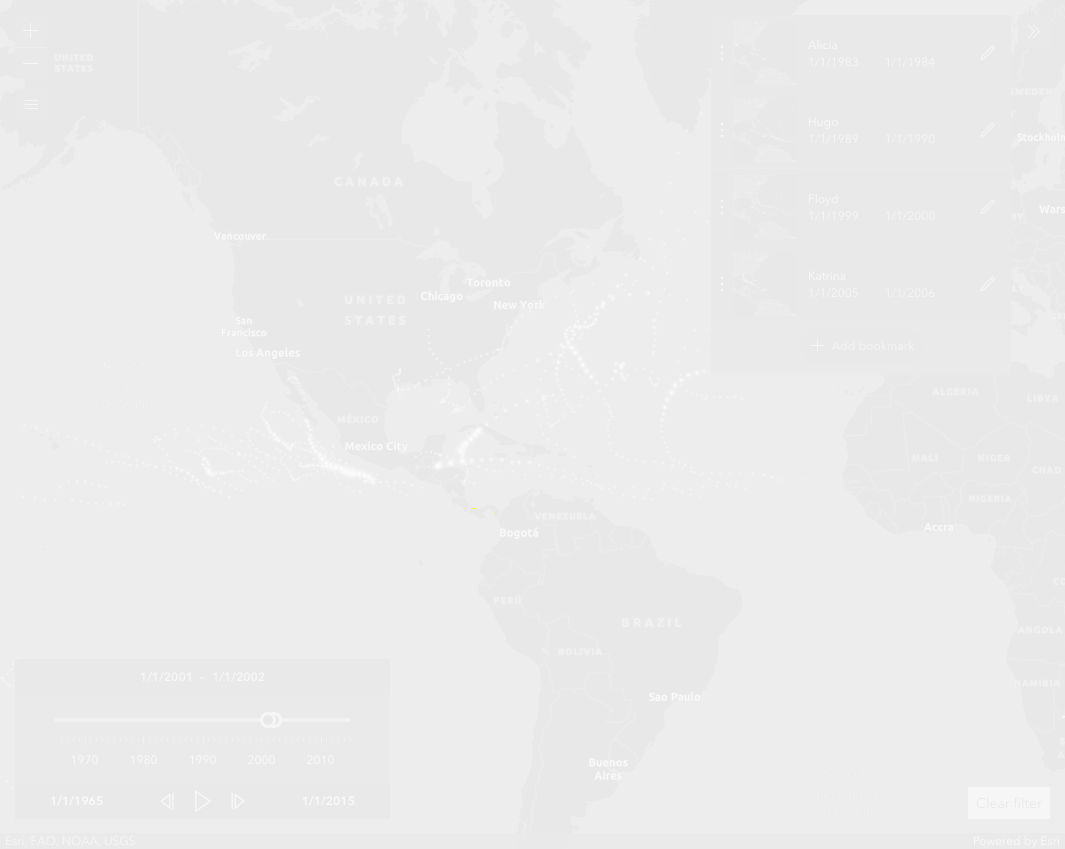 UNITED
STATES
CANADA
Vancouver
Toronto
Chicago
New York
UNITED
STATES
San
Francisco
Los Angeles
MÉXICO
Mexico City
VENEZUELA
Bogotá
PERÚ
BRAZIL
BOLIVIA
Sao Paulo
Buenos
Aires
Alicia
1/1/1983 1/1/1984
Hugo
1/1/1989 1/1/1990
Floyd
1/1/1999 1/1/2000
Katrina
1/1/2005 1/1/2006
Add bookmark
SWEDEN
Stockholm
Wars
ALGERIA
LIBYA
MALI
NIGER
CHAD
NIGERIA
Accra
ANGOLA
NAMIBIA
1/1/2001 - 1/1/2002
1970 1980 1990 2000 2010
1/1/1965 1/1/2015
Clear filter
Esri, FAO, NOAA, USGS
Powered by Esri